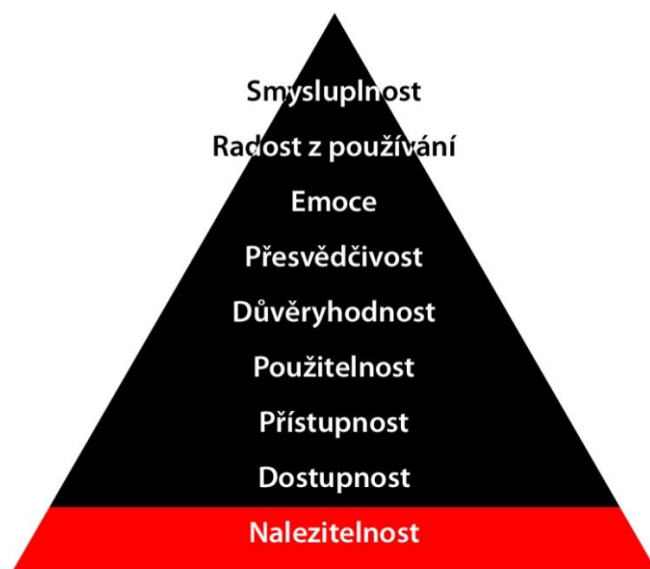 Smysluplnost
Radost z používání
Emoce
Přesvědčivost
Důvěryhodnost
Použitelnost
Přístupnost
Dostupnost
Nalezitelnost